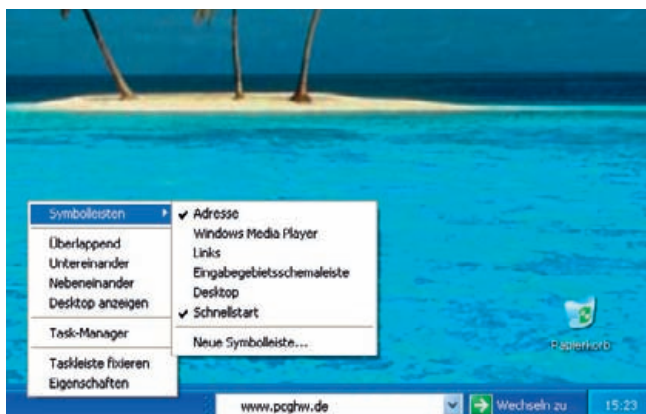 Symbolleisten
Überlappend
Untereinander
Nebeneinander
Desktop anzeigen
Task-Manager
Taskleiste fixieren
Eigenschaften
Adresse
Windows Media Player
Links
Eingabegebietsschemaleiste
Desktop
Schnellstart
Neue Symbolleiste...
Papierkorb
www.pcghw.de
Wechseln zu
15:23